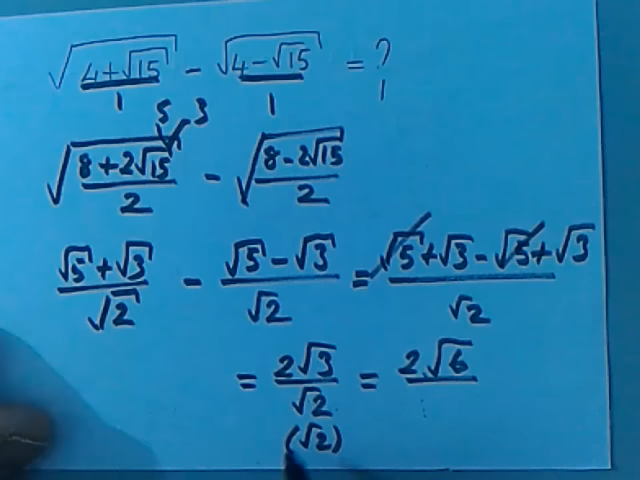 √(4+√15)/1 − √(4−√15)/1 = ?
5 3
√(8+2√15)/2 − √(8−2√15)/2
(√5+√3)/√2 − (√5−√3)/√2 = (√5+√3−√5+√3)/√2
= 2√3/√2 = 2√6
(√2)